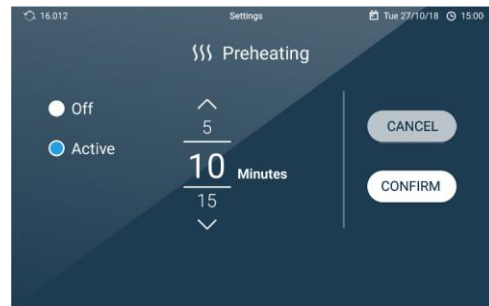 16.012
Settings
Tue 27/10/18 15:00
Preheating
Off
Active
5
10 Minutes
15
CANCEL
CONFIRM